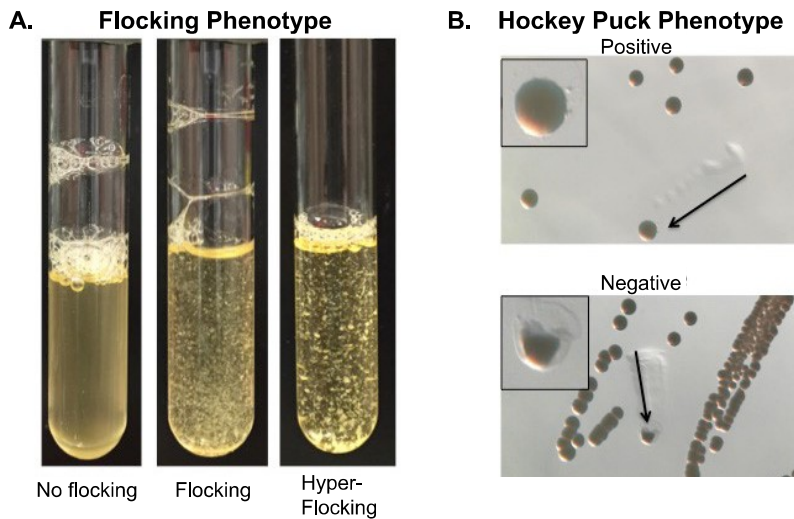 A. Flocking Phenotype
B. Hockey Puck Phenotype
Positive
Negative
No flocking
Flocking
Hyper-
Flocking